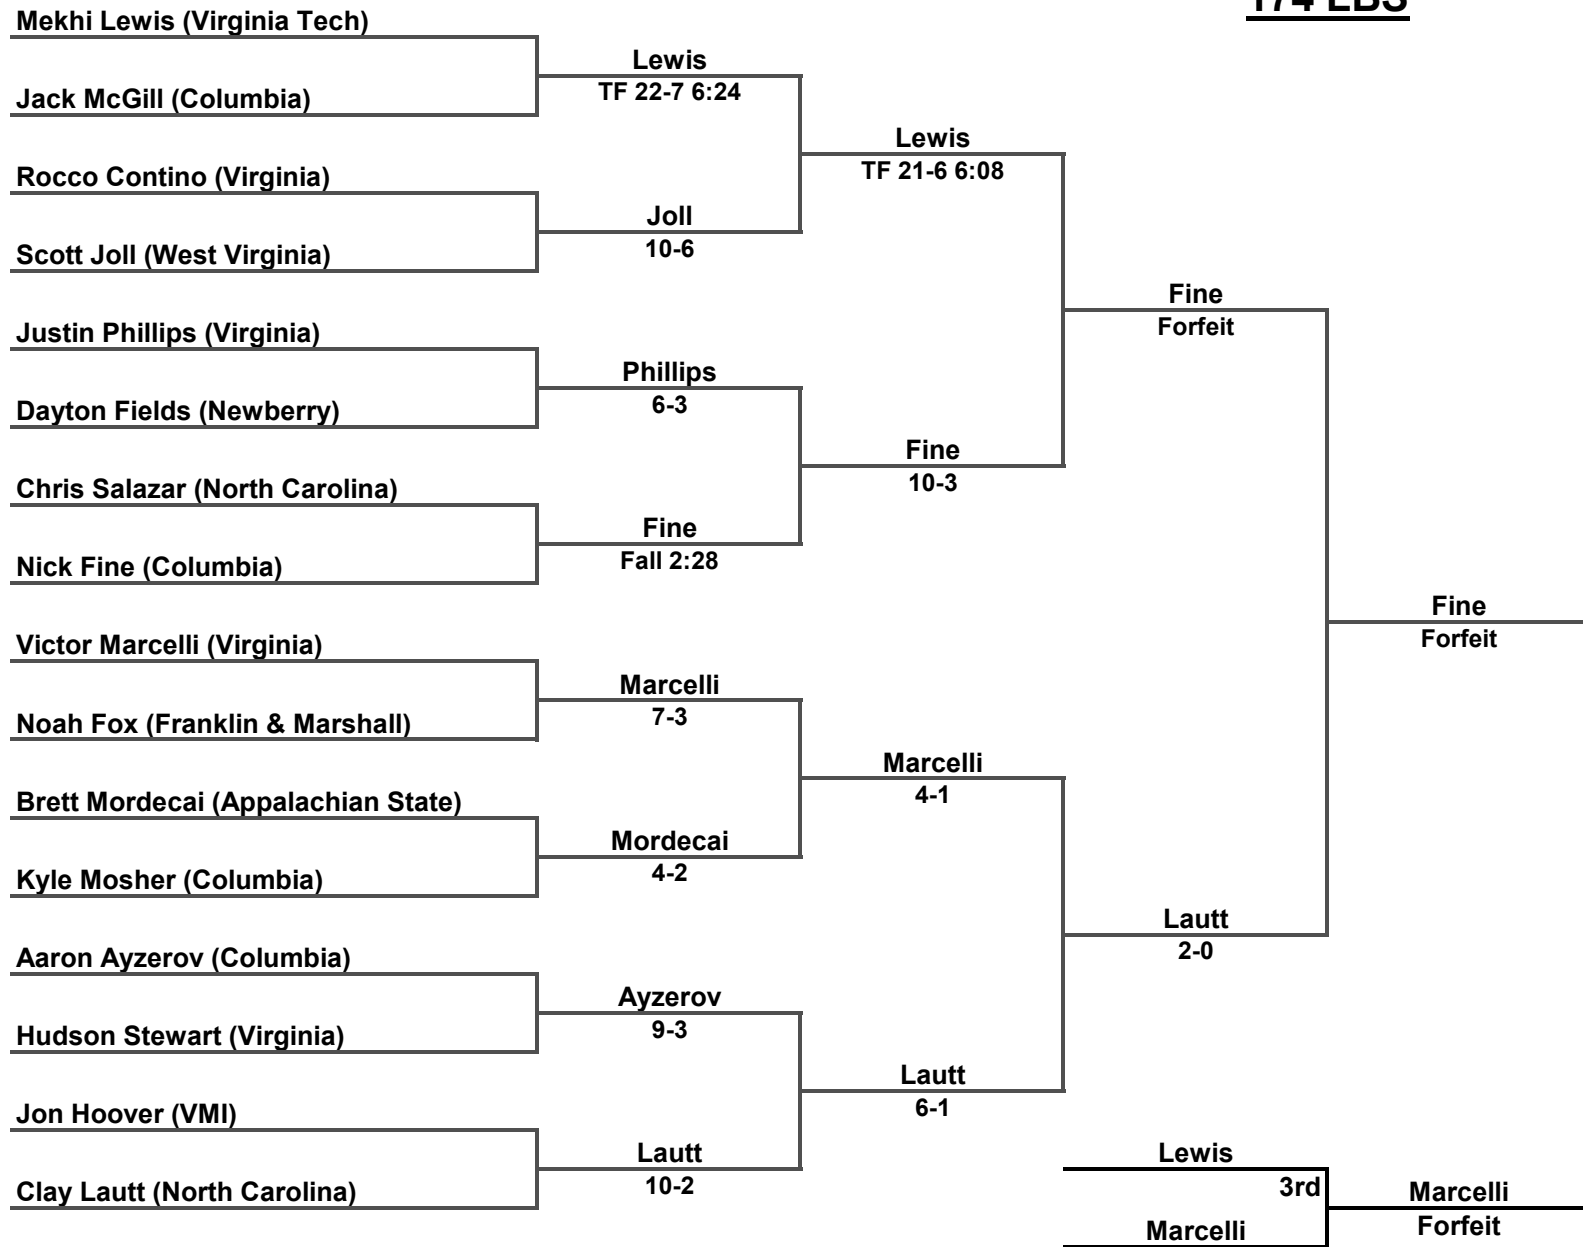 174 LBS
Mekhi Lewis (Virginia Tech)
Lewis
TF 22-7 6:24
Jack McGill (Columbia)
Lewis
TF 21-6 6:08
Rocco Contino (Virginia)
Joll
10-6
Scott Joll (West Virginia)
Fine
Forfeit
Justin Phillips (Virginia)
Phillips
6-3
Dayton Fields (Newberry)
Fine
10-3
Chris Salazar (North Carolina)
Fine
Fall 2:28
Nick Fine (Columbia)
Fine
Forfeit
Victor Marcelli (Virginia)
Marcelli
7-3
Noah Fox (Franklin & Marshall)
Marcelli
4-1
Brett Mordecai (Appalachian State)
Mordecai
4-2
Kyle Mosher (Columbia)
Lautt
2-0
Aaron Ayzerov (Columbia)
Ayzerov
9-3
Hudson Stewart (Virginia)
Lautt
6-1
Jon Hoover (VMI)
Lautt
10-2
Clay Lautt (North Carolina)
Lewis
3rd
Marcelli
Marcelli
Forfeit